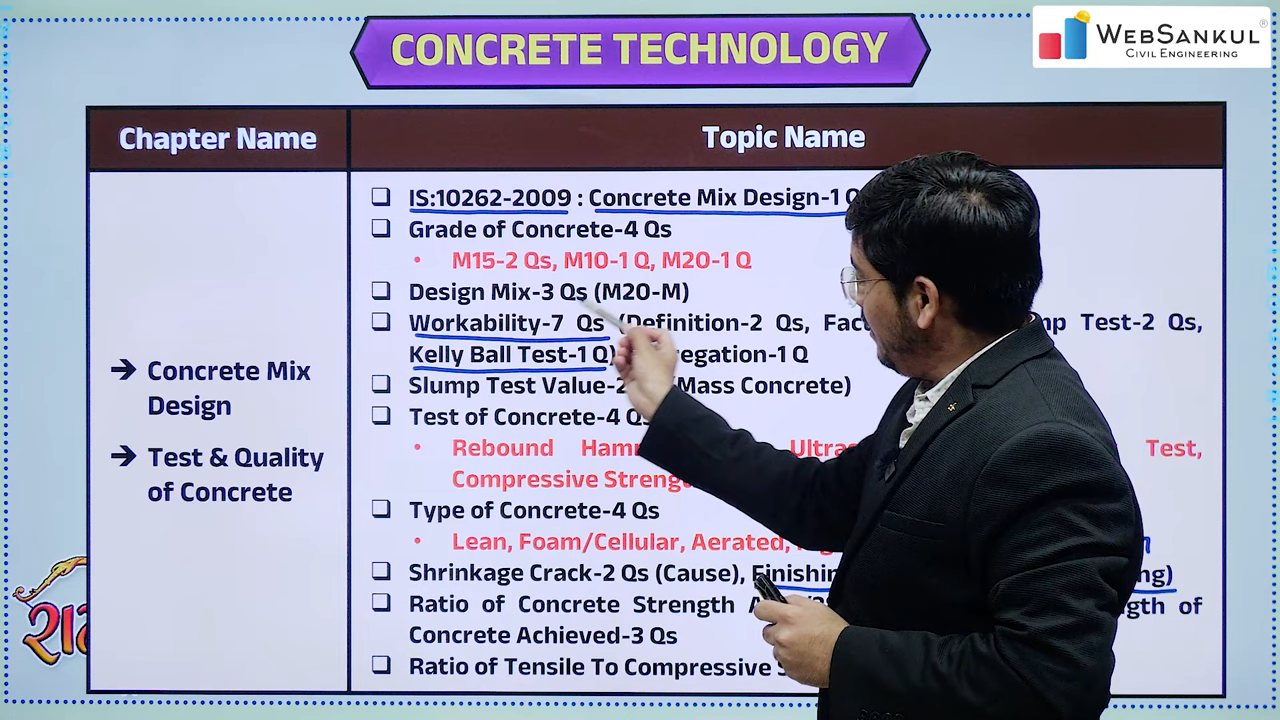 CONCRETE TECHNOLOGY
WEBSANKUL®
CIVIL ENGINEERING
Chapter Name
Topic Name
IS:10262-2009 : Concrete Mix Design-1 Q
Grade of Concrete-4 Qs
M15-2 Qs, M10-1 Q, M20-1 Q
Design Mix-3 Qs (M20-M)
Workability-7 Qs (Definition-2 Qs, Test-2 Qs,
Kelly Ball Test-1 Q) 1 Q
Slump Test (Mass Concrete)
Test of Concrete-4
Rebound Test,
Compressive
Type of Concrete-4 Qs
Lean, Foam/Cellular, Aerated,
Shrinkage Crack-2 Qs (Cause),
Ratio of Concrete Strength of
Concrete Achieved-3 Qs
Ratio of Tensile To Compressive
→ Concrete Mix
Design
→ Test & Quality
of Concrete